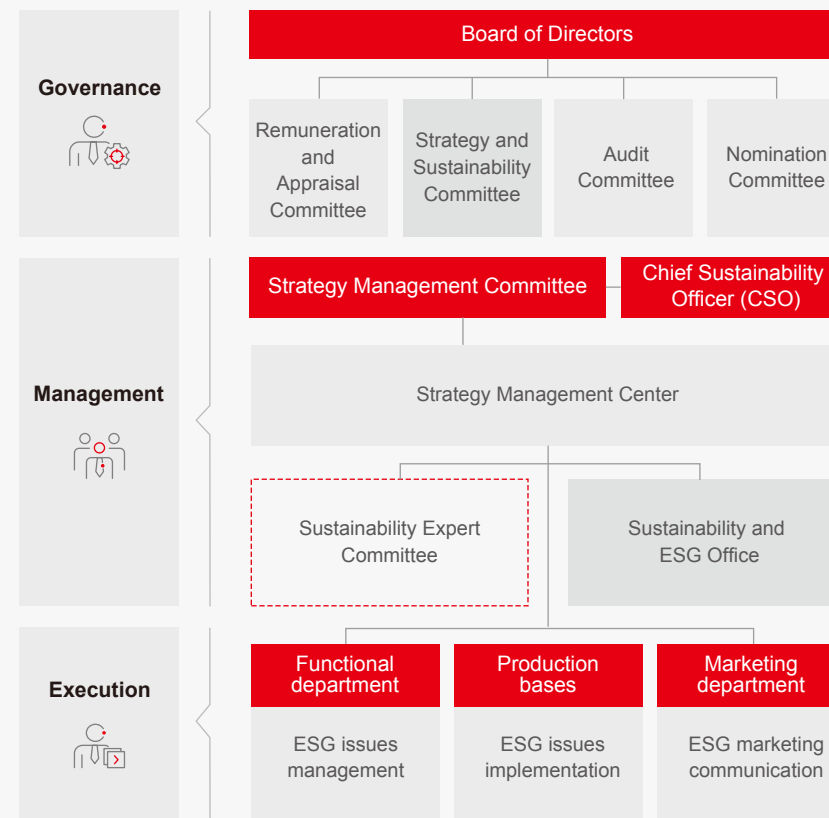 Governance
Board of Directors
Remuneration
and
Appraisal
Committee
Strategy and
Sustainability
Committee
Audit
Committee
Nomination
Committee
Management
Strategy Management Committee
Chief Sustainability
Officer (CSO)
Strategy Management Center
Sustainability Expert
Committee
Sustainability and
ESG Office
Execution
Functional
department
ESG issues
management
Production
bases
ESG issues
implementation
Marketing
department
ESG marketing
communication